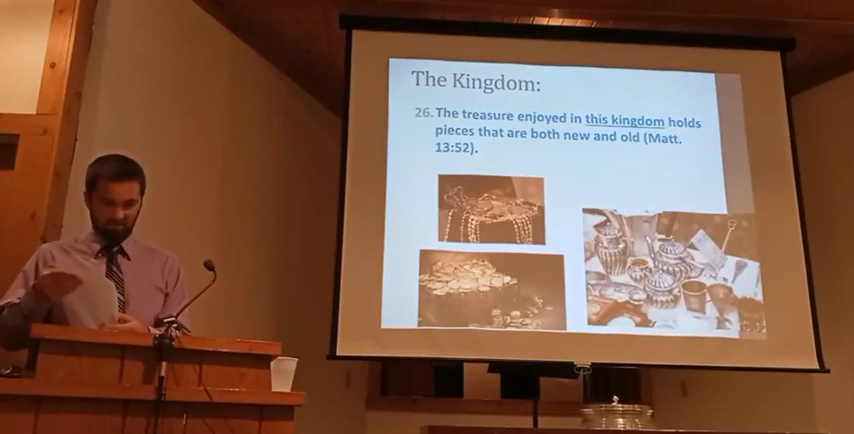 The Kingdom:
26. The treasure enjoyed in this kingdom holds
pieces that are both new and old (Matt.
13:52).